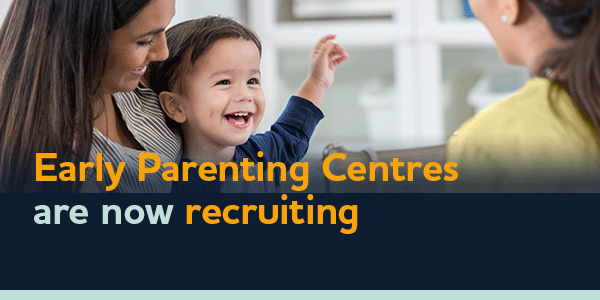 Early Parenting Centres
are now recruiting